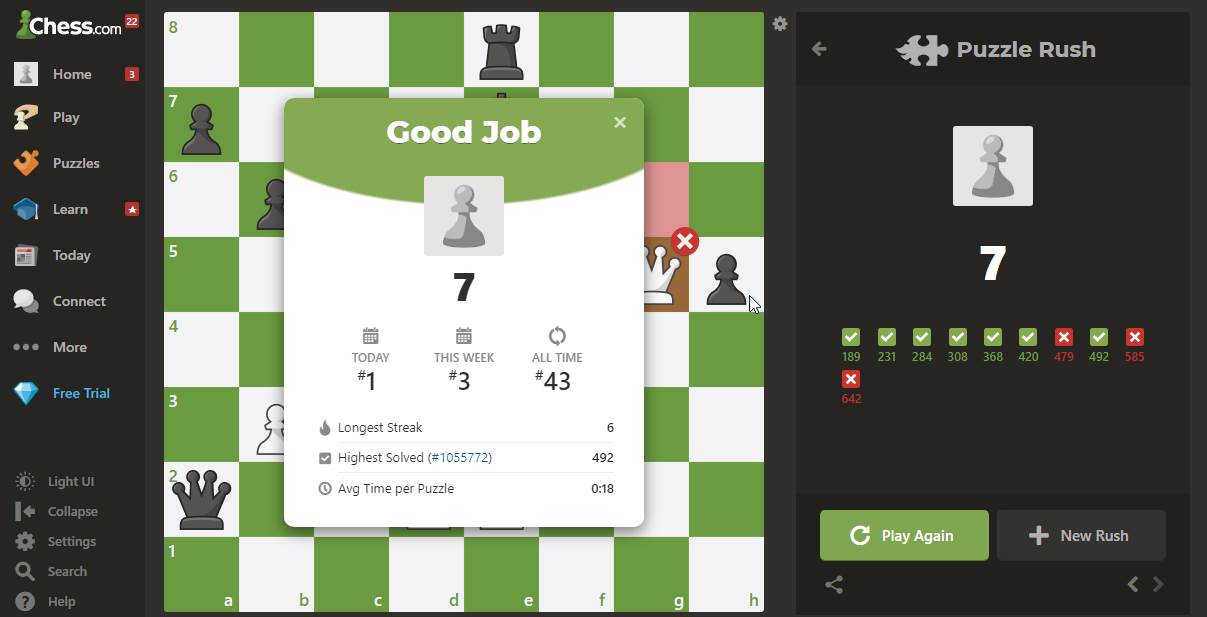 Chess.com 22
Home 3
Play
Puzzles
Learn
Today
Connect
More
Free Trial
Light UI
Collapse
Settings
Search
Help
8
7
6
5
4
3
2
1
a b c d e f g h
Good Job
7
TODAY THIS WEEK ALL TIME
#1 #3 #43
Longest Streak 6
Highest Solved (#1055772) 492
Avg Time per Puzzle 0:18
Puzzle Rush
7
189 231 284 308 368 420 479 492 585
642
Play Again New Rush